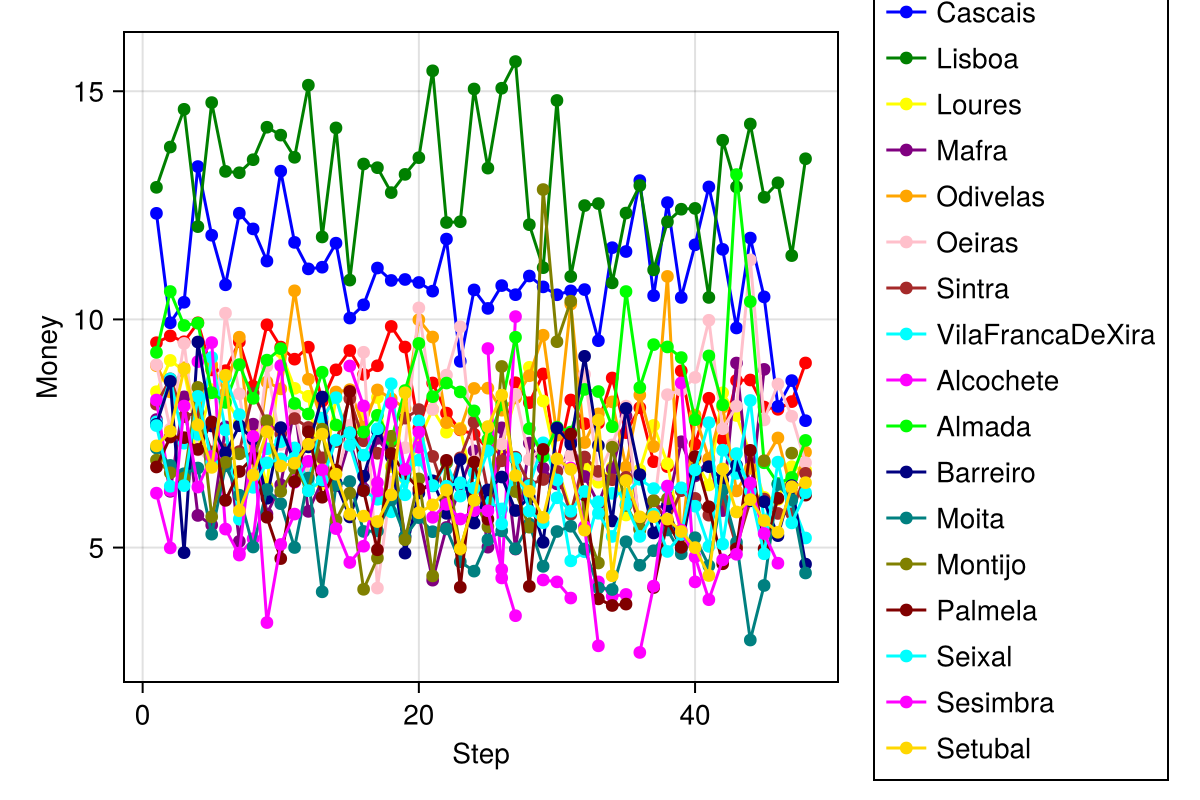 Money
15
10
5
0
20
40
Step
Cascais
Lisboa
Loures
Mafra
Odivelas
Oeiras
Sintra
VilaFrancaDeXira
Alcochete
Almada
Barreiro
Moita
Montijo
Palmela
Seixal
Sesimbra
Setubal